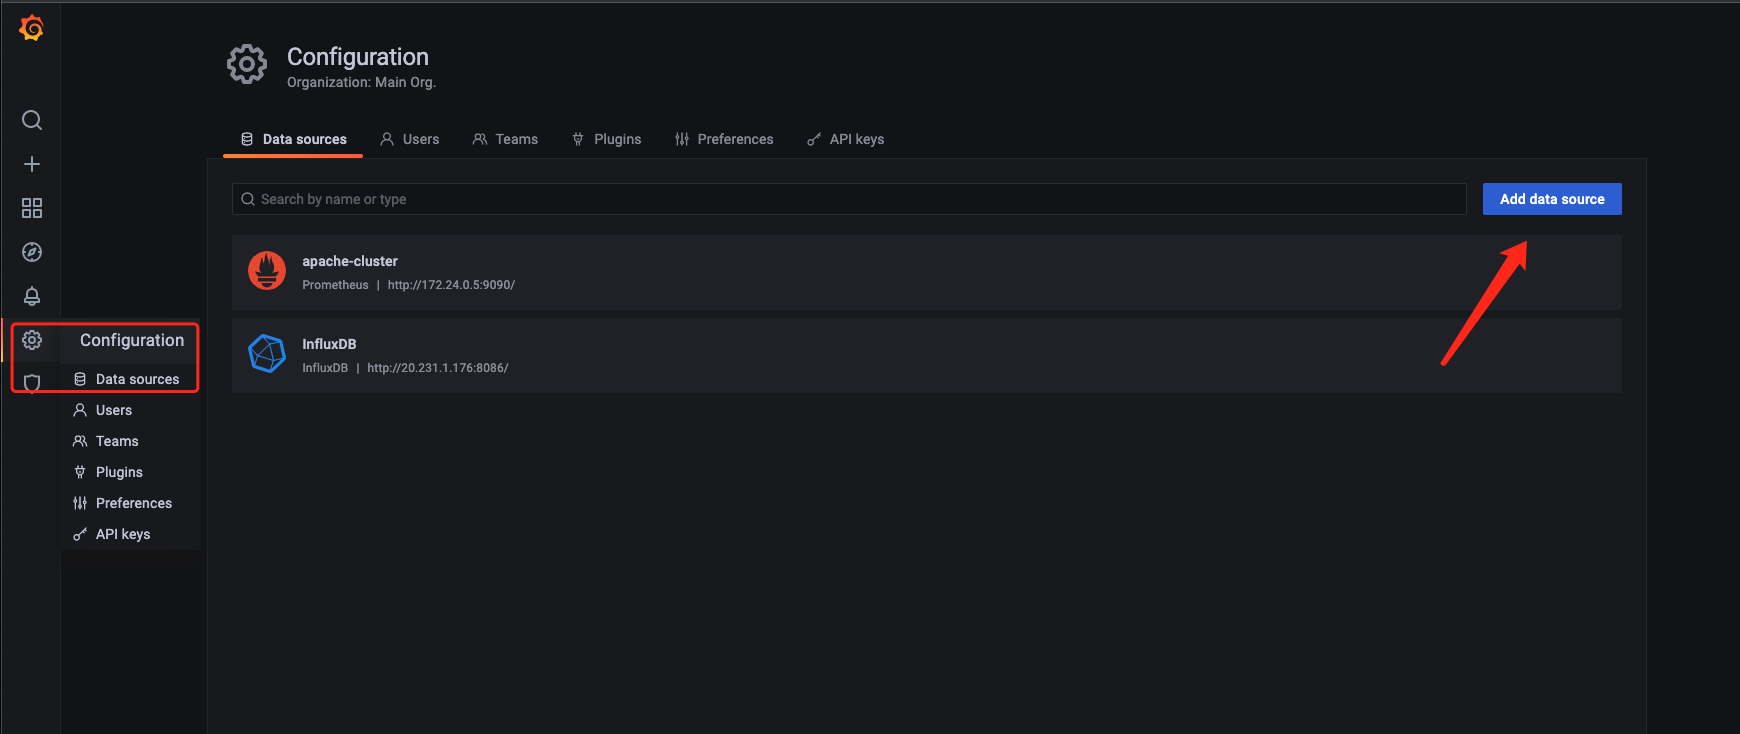 Configuration
Organization: Main Org.
Data sources Users Teams Plugins Preferences API keys
Search by name or type
Add data source
apache-cluster
Prometheus | http://172.24.0.5:9090/
InfluxDB
InfluxDB | http://20.231.1.176:8086/
Configuration
Data sources
Users
Teams
Plugins
Preferences
API keys